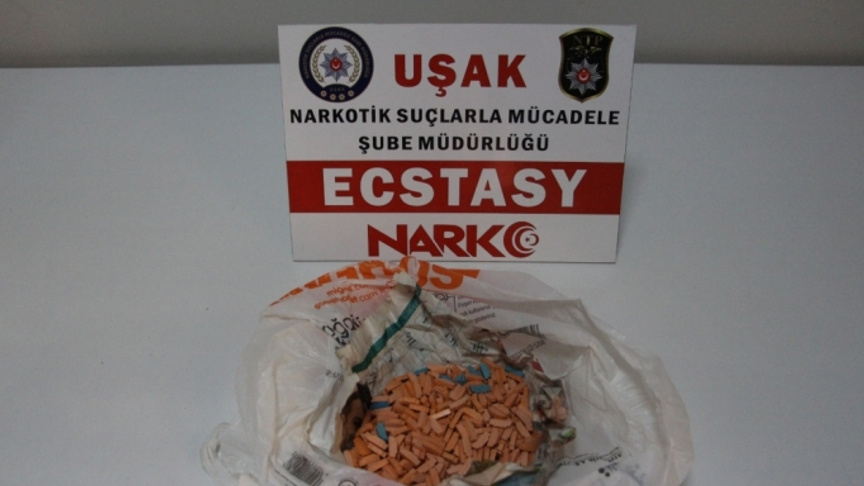 UŞAK
NARKOTİK SUÇLARLA MÜCADELE
ŞUBE MÜDÜRLÜĞÜ
ECSTASY
NARKO